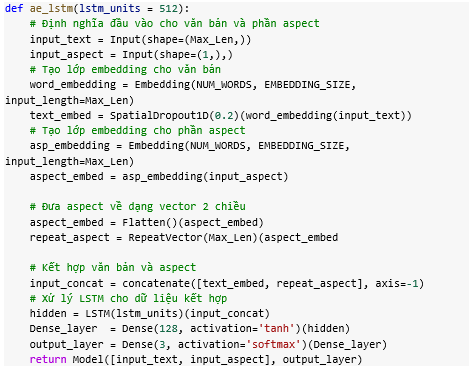 def ae_lstm(lstm_units = 512):
    # Định nghĩa đầu vào cho văn bản và phần aspect
    input_text = Input(shape=(Max_Len,))
    input_aspect = Input(shape=(1,),)
    # Tạo lớp embedding cho văn bản
    word_embedding = Embedding(NUM_WORDS, EMBEDDING_SIZE,
input_length=Max_Len)
    text_embed = SpatialDropout1D(0.2)(word_embedding(input_text))
    # Tạo lớp embedding cho phần aspect
    asp_embedding = Embedding(NUM_WORDS, EMBEDDING_SIZE,
input_length=Max_Len)
    aspect_embed = asp_embedding(input_aspect)

    # Đưa aspect về dạng vector 2 chiều
    aspect_embed = Flatten()(aspect_embed)
    repeat_aspect = RepeatVector(Max_Len)(aspect_embed

    # Kết hợp văn bản và aspect
    input_concat = concatenate([text_embed, repeat_aspect], axis=-1)
    # Xử lý LSTM cho dữ liệu kết hợp
    hidden = LSTM(lstm_units)(input_concat)
    Dense_layer  = Dense(128, activation='tanh')(hidden)
    output_layer = Dense(3, activation='softmax')(Dense_layer)
    return Model([input_text, input_aspect], output_layer)